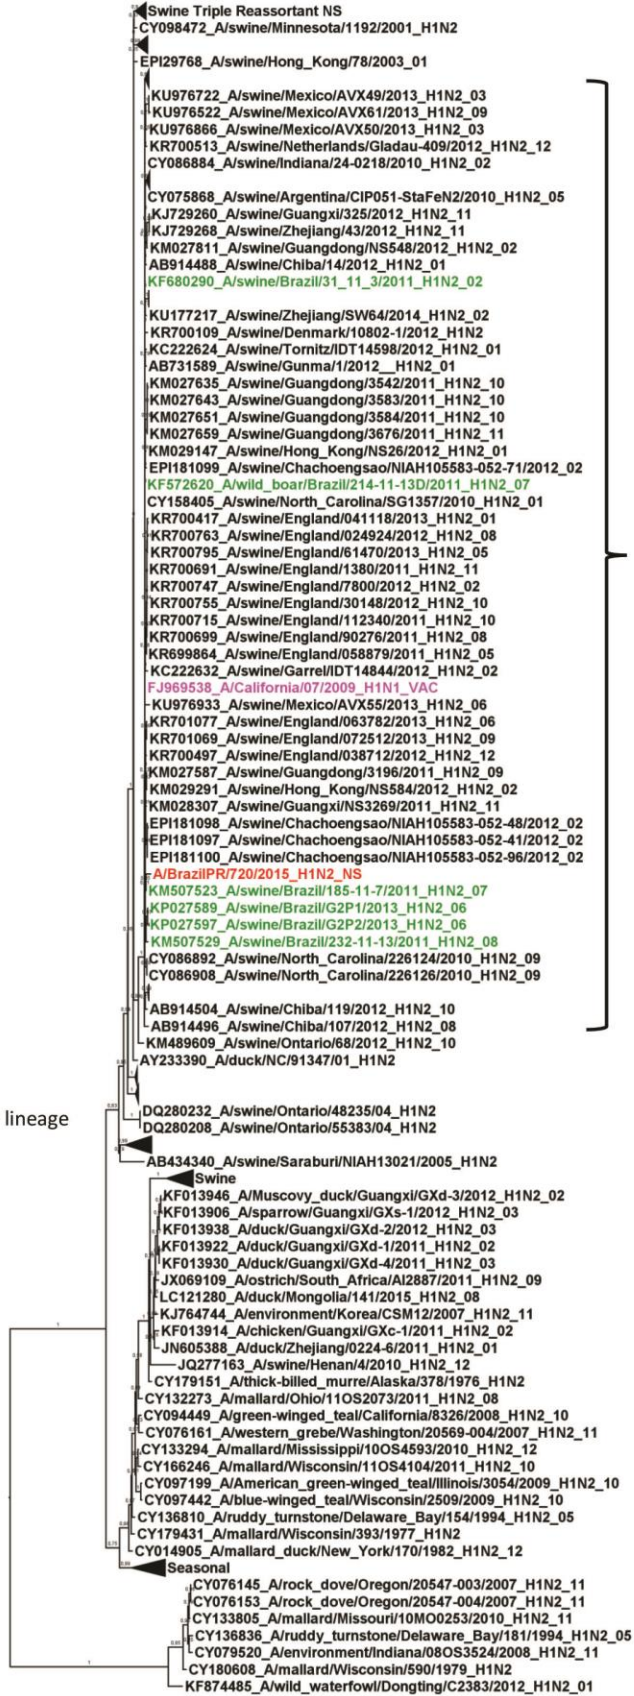 Swine Triple Reassortant NS
CY098472_A/swine/Minnesota/1192/2001_H1N2
EPI29768_A/swine/Hong_Kong/78/2003_01
KU976722_A/swine/Mexico/AVX49/2013_H1N2_03
KU976522_A/swine/Mexico/AVX61/2013_H1N2_09
KU976866_A/swine/Mexico/AVX50/2013_H1N2_03
KR700513_A/swine/Netherlands/Gladau-409/2012_H1N2_12
CY086884_A/swine/Indiana/24-0218/2010_H1N2_02
CY075868_A/swine/Argentina/CIP051-StaFeN2/2010_H1N2_05
KJ729260_A/swine/Guangxi/325/2012_H1N2_11
KJ729268_A/swine/Zhejiang/43/2012_H1N2_11
KM027811_A/swine/Guangdong/NS548/2012_H1N2_02
AB914488_A/swine/Chiba/14/2012_H1N2_01
KF680290_A/swine/Brazil/31_11_3/2011_H1N2_02
KU177217_A/swine/Zhejiang/SW64/2014_H1N2_02
KR700109_A/swine/Denmark/10802-1/2012_H1N2
KC222624_A/swine/Tornitz/IDT14598/2012_H1N2_01
AB731589_A/swine/Gunma/1/2012__H1N2_01
KM027635_A/swine/Guangdong/3542/2011_H1N2_10
KM027643_A/swine/Guangdong/3583/2011_H1N2_10
KM027651_A/swine/Guangdong/3584/2011_H1N2_10
KM027659_A/swine/Guangdong/3676/2011_H1N2_11
KM029147_A/swine/Hong_Kong/NS26/2012_H1N2_01
EPI181099_A/swine/Chachoengsao/NIAH105583-052-71/2012_02
KF572620_A/wild_boar/Brazil/214-11-13D/2011_H1N2_07
CY158405_A/swine/North_Carolina/SG1357/2010_H1N2_01
KR700417_A/swine/England/041118/2013_H1N2_01
KR700763_A/swine/England/024924/2012_H1N2_08
KR700795_A/swine/England/61470/2013_H1N2_05
KR700691_A/swine/England/1380/2011_H1N2_11
KR700747_A/swine/England/7800/2012_H1N2_02
KR700755_A/swine/England/30148/2012_H1N2_10
KR700715_A/swine/England/112340/2011_H1N2_10
KR700699_A/swine/England/90276/2011_H1N2_08
KR699864_A/swine/England/058879/2011_H1N2_05
KC222632_A/swine/Garrel/IDT14844/2012_H1N2_02
FJ969538_A/California/07/2009_H1N1_VAC
KU976933_A/swine/Mexico/AVX55/2013_H1N2_06
KR701077_A/swine/England/063782/2013_H1N2_06
KR701069_A/swine/England/072512/2013_H1N2_09
KR700497_A/swine/England/038712/2012_H1N2_12
KM027587_A/swine/Guangdong/3196/2011_H1N2_09
KM029291_A/swine/Hong_Kong/NS584/2012_H1N2_02
KM028307_A/swine/Guangxi/NS3269/2011_H1N2_11
EPI181098_A/swine/Chachoengsao/NIAH105583-052-48/2012_02
EPI181097_A/swine/Chachoengsao/NIAH105583-052-41/2012_02
EPI181100_A/swine/Chachoengsao/NIAH105583-052-96/2012_02
A/BrazilPR/720/2015_H1N2_NS
KM507523_A/swine/Brazil/185-11-7/2011_H1N2_07
KP027589_A/swine/Brazil/G2P1/2013_H1N2_06
KP027597_A/swine/Brazil/G2P2/2013_H1N2_06
KM507529_A/swine/Brazil/232-11-13/2011_H1N2_08
CY086892_A/swine/North_Carolina/226124/2010_H1N2_09
CY086908_A/swine/North_Carolina/226126/2010_H1N2_09
AB914504_A/swine/Chiba/119/2012_H1N2_10
AB914496_A/swine/Chiba/107/2012_H1N2_08
KM489609_A/swine/Ontario/68/2012_H1N2_10
AY233390_A/duck/NC/91347/01_H1N2
lineage
DQ280232_A/swine/Ontario/48235/04_H1N2
DQ280208_A/swine/Ontario/55383/04_H1N2
AB434340_A/swine/Saraburi/NIAH13021/2005_H1N2
Swine
KF013946_A/Muscovy_duck/Guangxi/GXd-3/2012_H1N2_02
KF013906_A/sparrow/Guangxi/GXs-1/2012_H1N2_03
KF013938_A/duck/Guangxi/GXd-2/2012_H1N2_03
KF013922_A/duck/Guangxi/GXd-1/2011_H1N2_02
KF013930_A/duck/Guangxi/GXd-4/2011_H1N2_03
JX069109_A/ostrich/South_Africa/AI2887/2011_H1N2_09
LC121280_A/duck/Mongolia/141/2015_H1N2_08
KJ764744_A/environment/Korea/CSM12/2007_H1N2_11
KF013914_A/chicken/Guangxi/GXc-1/2011_H1N2_02
JN605388_A/duck/Zhejiang/0224-6/2011_H1N2_01
JQ277163_A/swine/Henan/4/2010_H1N2_12
CY179151_A/thick-billed_murre/Alaska/378/1976_H1N2
CY132273_A/mallard/Ohio/11OS2073/2011_H1N2_08
CY094449_A/green-winged_teal/California/8326/2008_H1N2_10
CY076161_A/western_grebe/Washington/20569-004/2007_H1N2_11
CY133294_A/mallard/Mississippi/10OS4593/2010_H1N2_12
CY166246_A/mallard/Wisconsin/11OS4104/2011_H1N2_10
CY097199_A/American_green-winged_teal/Illinois/3054/2009_H1N2_10
CY097442_A/blue-winged_teal/Wisconsin/2509/2009_H1N2_10
CY136810_A/ruddy_turnstone/Delaware_Bay/154/1994_H1N2_05
CY179431_A/mallard/Wisconsin/393/1977_H1N2
CY014905_A/mallard_duck/New_York/170/1982_H1N2_12
Seasonal
CY076145_A/rock_dove/Oregon/20547-003/2007_H1N2_11
CY076153_A/rock_dove/Oregon/20547-004/2007_H1N2_11
CY133805_A/mallard/Missouri/10MO0253/2010_H1N2_11
CY136836_A/ruddy_turnstone/Delaware_Bay/181/1994_H1N2_05
CY079520_A/environment/Indiana/08OS3524/2008_H1N2_11
CY180608_A/mallard/Wisconsin/590/1979_H1N2
KF874485_A/wild_waterfowl/Dongting/C2383/2012_H1N2_01